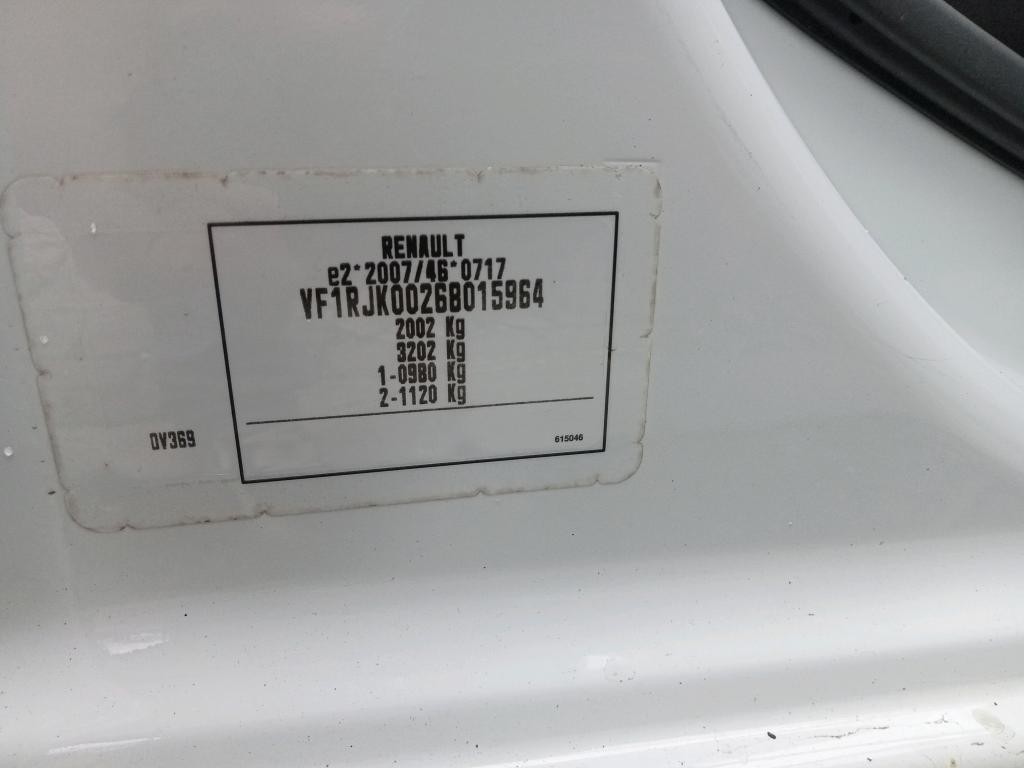 RENAULT
e2*2007/46*0717
VF1RJK00268015964
2002 Kg
3202 Kg
1-0980 Kg
2-1120 Kg
DV369
615046